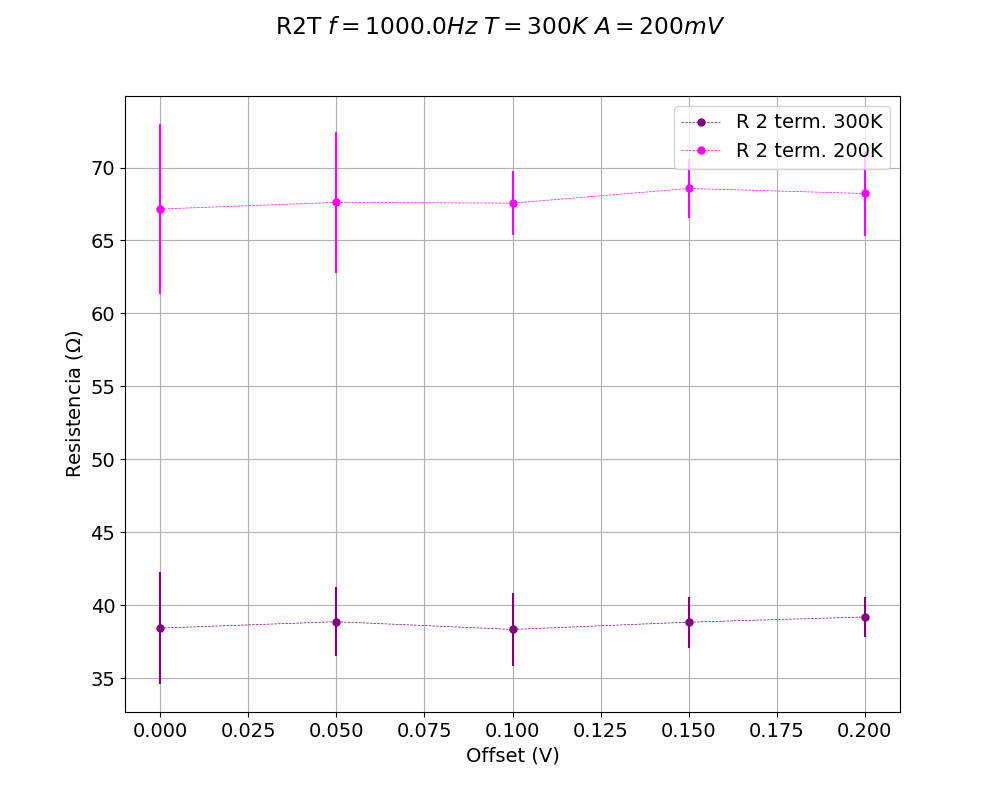 R2T f = 1000.0Hz T = 300K A = 200mV
R 2 term. 300K
R 2 term. 200K
70
65
60
55
50
45
40
35
Resistencia (Ω)
0.000 0.025 0.050 0.075 0.100 0.125 0.150 0.175 0.200
Offset (V)